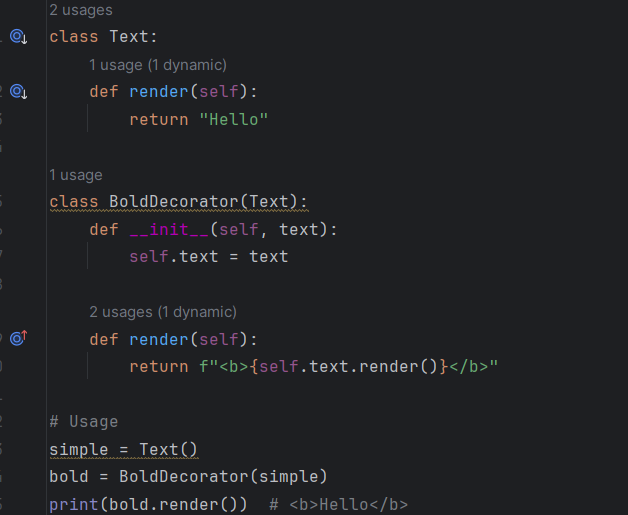 2 usages
class Text:
1 usage (1 dynamic)
def render(self):
return "Hello"
1 usage
class BoldDecorator(Text):
def __init__(self, text):
self.text = text
2 usages (1 dynamic)
def render(self):
return f"<b>{self.text.render()}</b>"
# Usage
simple = Text()
bold = BoldDecorator(simple)
print(bold.render())  # <b>Hello</b>